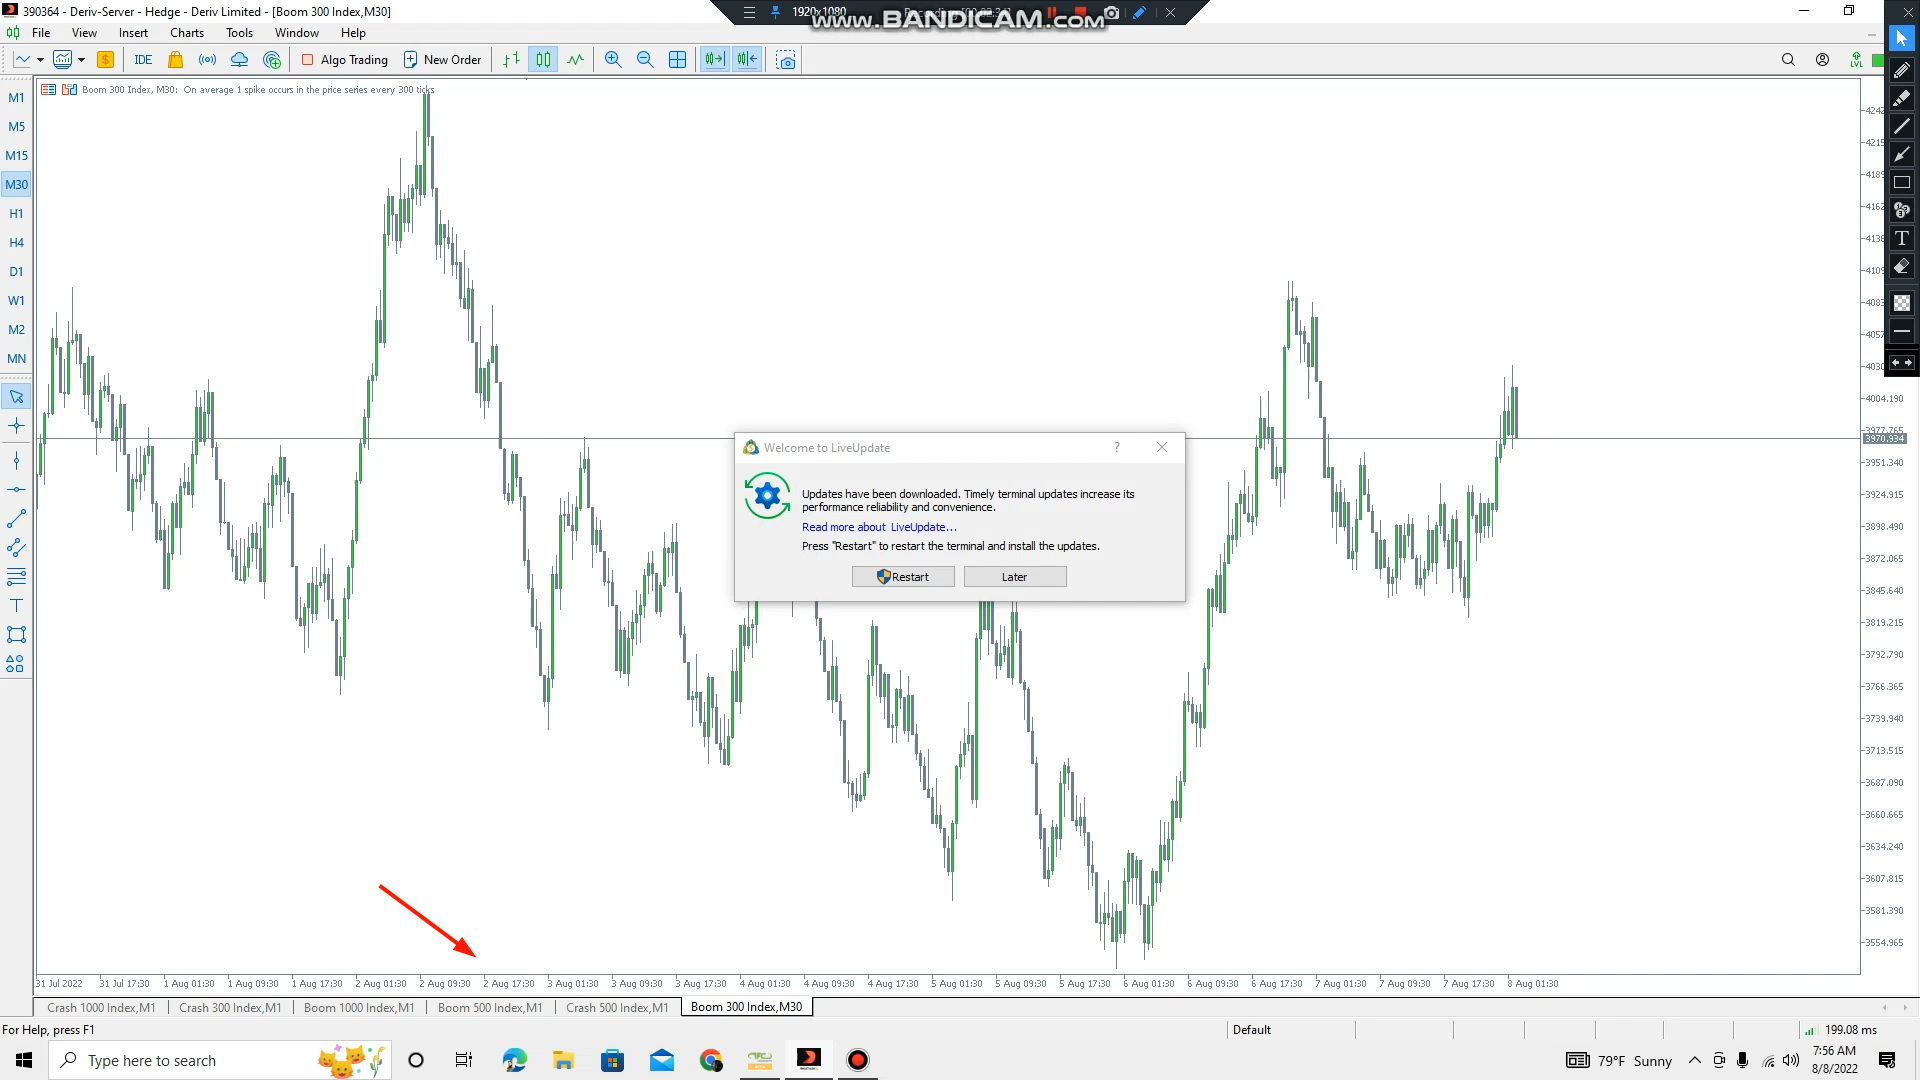 390364 - Deriv-Server - Hedge - Deriv Limited - [Boom 300 Index,M30]
1920x1080
www.BANDICAM.com
File View Insert Charts Tools Window Help
IDE Algo Trading New Order LVL
Boom 300 Index, M30: On average 1 spike occurs in the price series every 300 ticks
M1
M5
M15
M30
H1
H4
D1
W1
M2
MN
T
T
4242
4215
4189
4162
4136
4109
4083
4057
4030
4004.190
3977.765
3970.934
3951.340
3924.915
3898.490
3872.065
3845.640
3819.215
3792.790
3766.365
3739.940
3713.515
3687.090
3660.665
3634.240
3607.815
3581.390
3554.965
Welcome to LiveUpdate ?
Updates have been downloaded. Timely terminal updates increase its
performance reliability and convenience.
Read more about LiveUpdate...
Press "Restart" to restart the terminal and install the updates.
Restart Later
31 Jul 2022 31 Jul 17:30 1 Aug 01:30 1 Aug 09:30 1 Aug 17:30 2 Aug 01:30 2 Aug 09:30 2 Aug 17:30 3 Aug 01:30 3 Aug 09:30 3 Aug 17:30 4 Aug 01:30 4 Aug 09:30 4 Aug 17:30 5 Aug 01:30 5 Aug 09:30 5 Aug 17:30 6 Aug 01:30 6 Aug 09:30 6 Aug 17:30 7 Aug 01:30 7 Aug 09:30 7 Aug 17:30 8 Aug 01:30
Crash 1000 Index,M1 Crash 300 Index,M1 Boom 1000 Index,M1 Boom 500 Index,M1 Crash 500 Index,M1 Boom 300 Index,M30
For Help, press F1 Default 199.08 ms
Type here to search 79°F Sunny 7:56 AM
8/8/2022